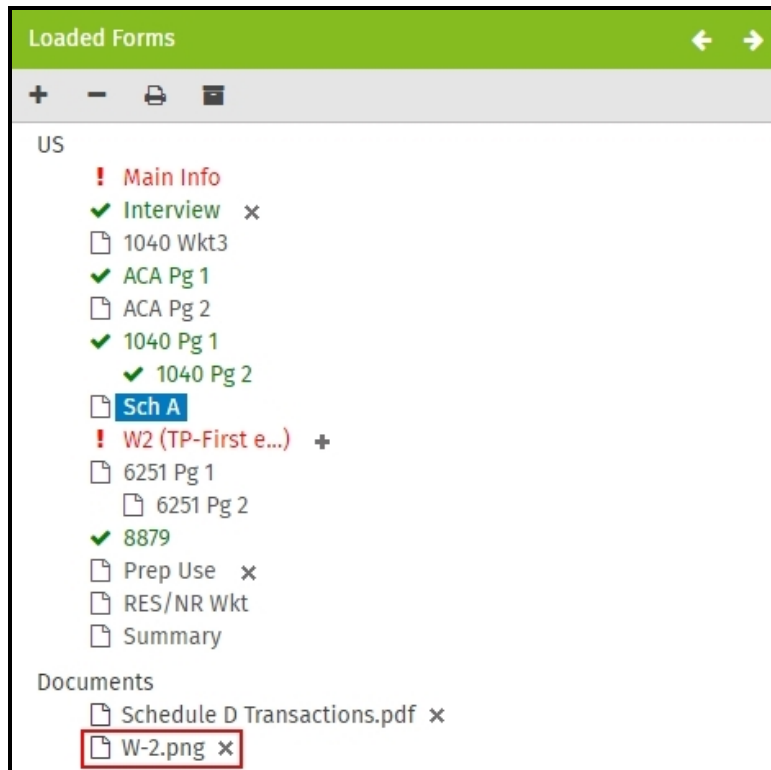 Loaded Forms
US
Main Info
Interview
1040 Wkt3
ACA Pg 1
ACA Pg 2
1040 Pg 1
1040 Pg 2
Sch A
W2 (TP-First e...)
6251 Pg 1
6251 Pg 2
8879
Prep Use
RES/NR Wkt
Summary
Documents
Schedule D Transactions.pdf
W-2.png